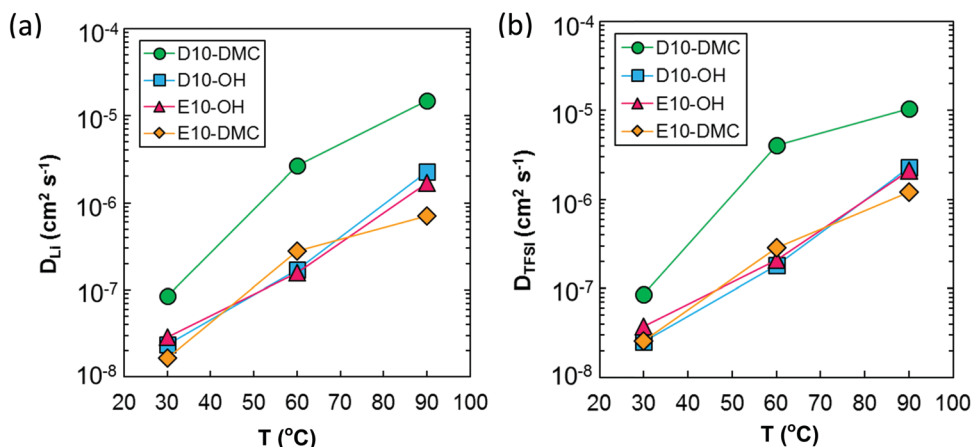 (a)
10⁻⁴
10⁻⁵
10⁻⁶
10⁻⁷
10⁻⁸
D_Li (cm² s⁻¹)
D10-DMC
D10-OH
E10-OH
E10-DMC
20 30 40 50 60 70 80 90 100
T (°C)
(b)
10⁻⁴
10⁻⁵
10⁻⁶
10⁻⁷
10⁻⁸
D_TFSI (cm² s⁻¹)
D10-DMC
D10-OH
E10-OH
E10-DMC
20 30 40 50 60 70 80 90 100
T (°C)